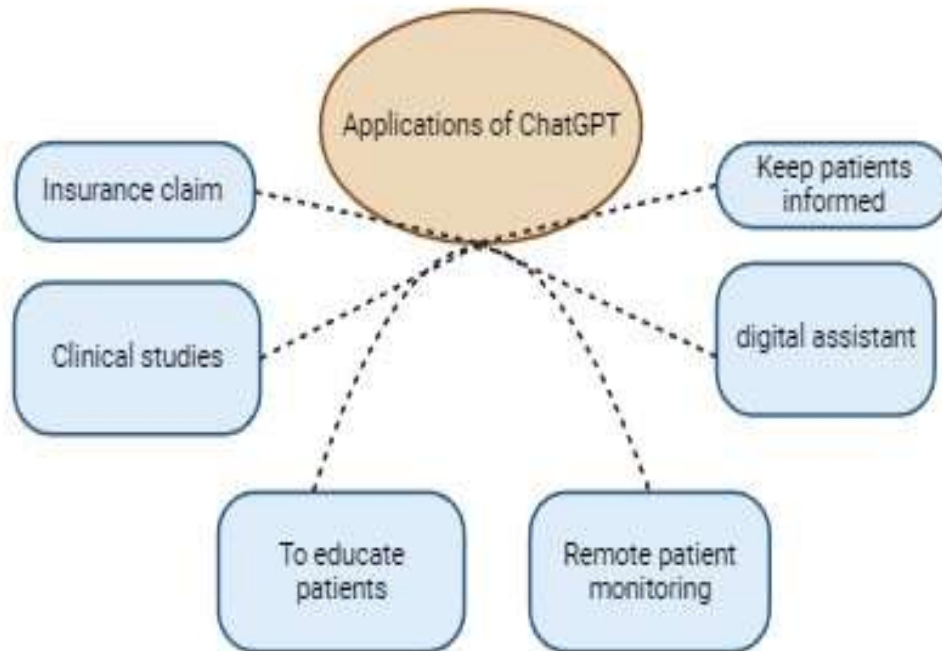 Applications of ChatGPT
Insurance claim
Keep patients
informed
Clinical studies
digital assistant
To educate
patients
Remote patient
monitoring